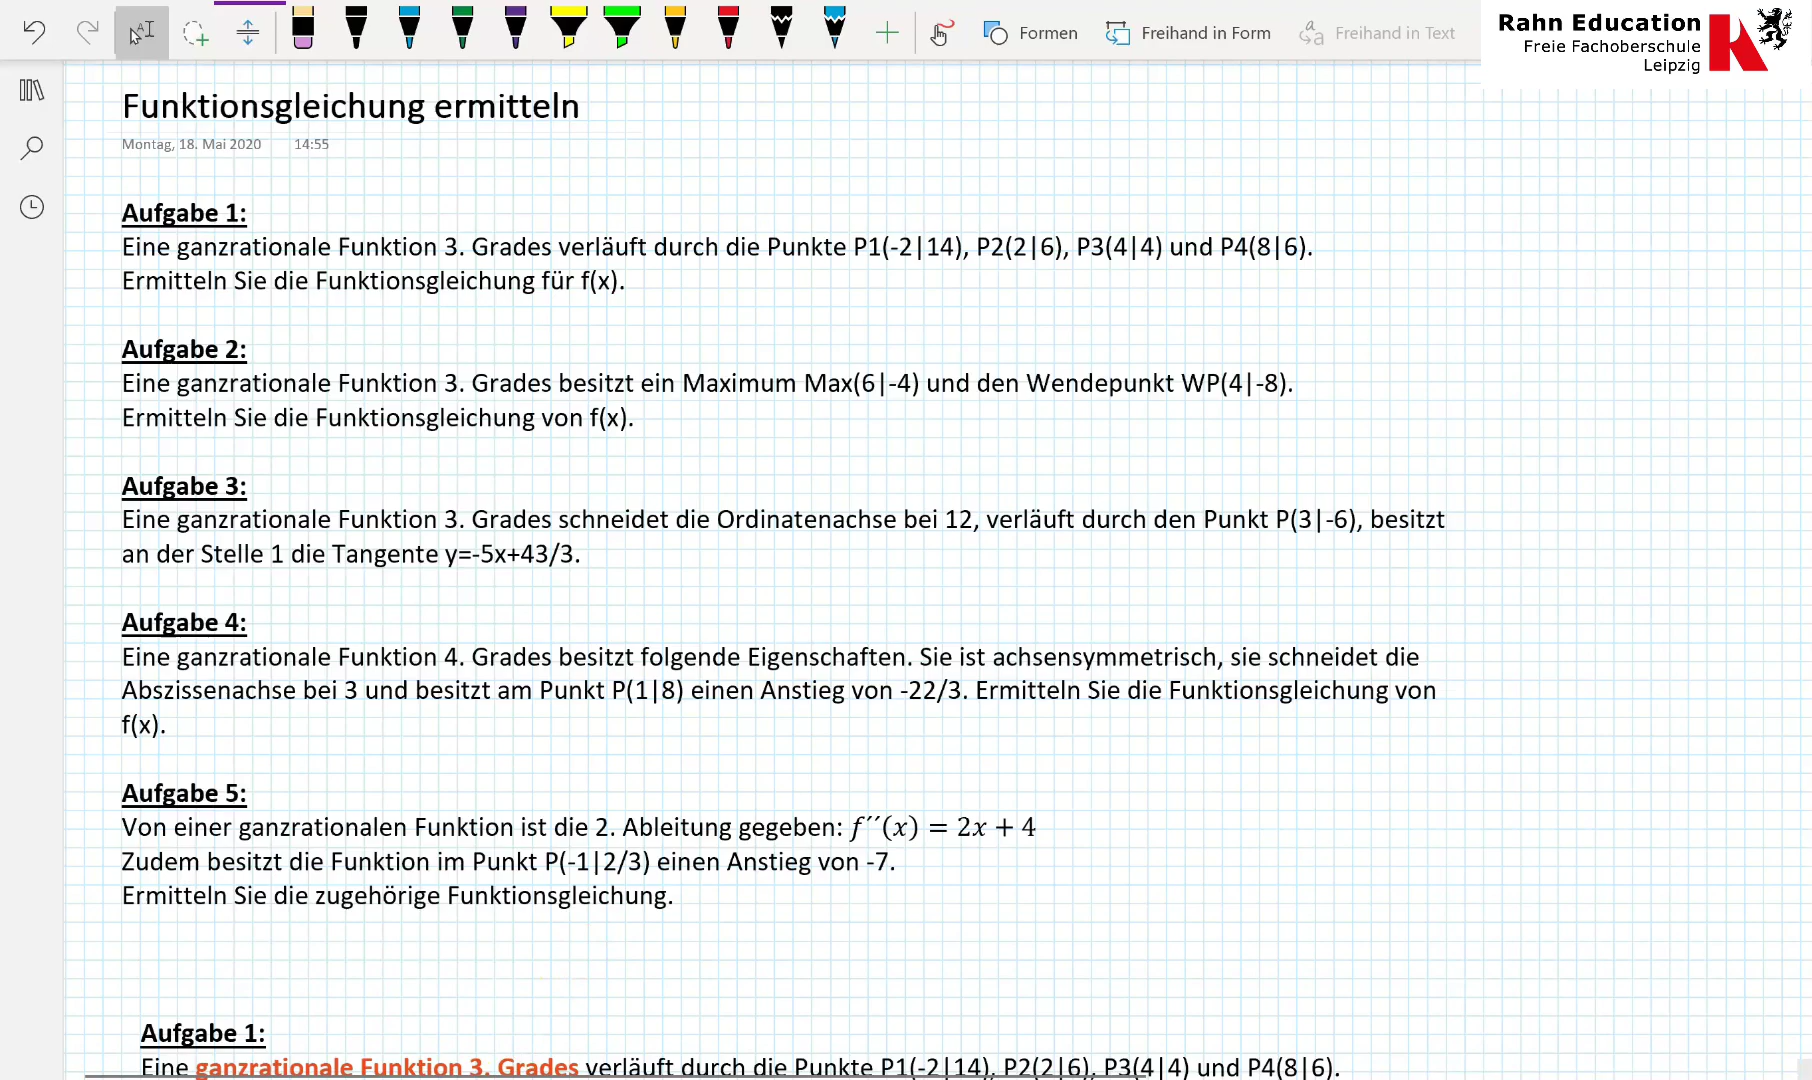 Formen
Freihand in Form
Freihand in Text
Rahn Education
Freie Fachoberschule
Leipzig
Funktionsgleichung ermitteln
Montag, 18. Mai 2020 14:55
Aufgabe 1:
Eine ganzrationale Funktion 3. Grades verläuft durch die Punkte P1(-2|14), P2(2|6), P3(4|4) und P4(8|6).
Ermitteln Sie die Funktionsgleichung für f(x).
Aufgabe 2:
Eine ganzrationale Funktion 3. Grades besitzt ein Maximum Max(6|-4) und den Wendepunkt WP(4|-8).
Ermitteln Sie die Funktionsgleichung von f(x).
Aufgabe 3:
Eine ganzrationale Funktion 3. Grades schneidet die Ordinatenachse bei 12, verläuft durch den Punkt P(3|-6), besitzt
an der Stelle 1 die Tangente y=-5x+43/3.
Aufgabe 4:
Eine ganzrationale Funktion 4. Grades besitzt folgende Eigenschaften. Sie ist achsensymmetrisch, sie schneidet die
Abszissenachse bei 3 und besitzt am Punkt P(1|8) einen Anstieg von -22/3. Ermitteln Sie die Funktionsgleichung von
f(x).
Aufgabe 5:
Von einer ganzrationalen Funktion ist die 2. Ableitung gegeben: f´´(x) = 2x + 4
Zudem besitzt die Funktion im Punkt P(-1|2/3) einen Anstieg von -7.
Ermitteln Sie die zugehörige Funktionsgleichung.
Aufgabe 1:
Eine ganzrationale Funktion 3. Grades verläuft durch die Punkte P1(-2|14), P2(2|6), P3(4|4) und P4(8|6).